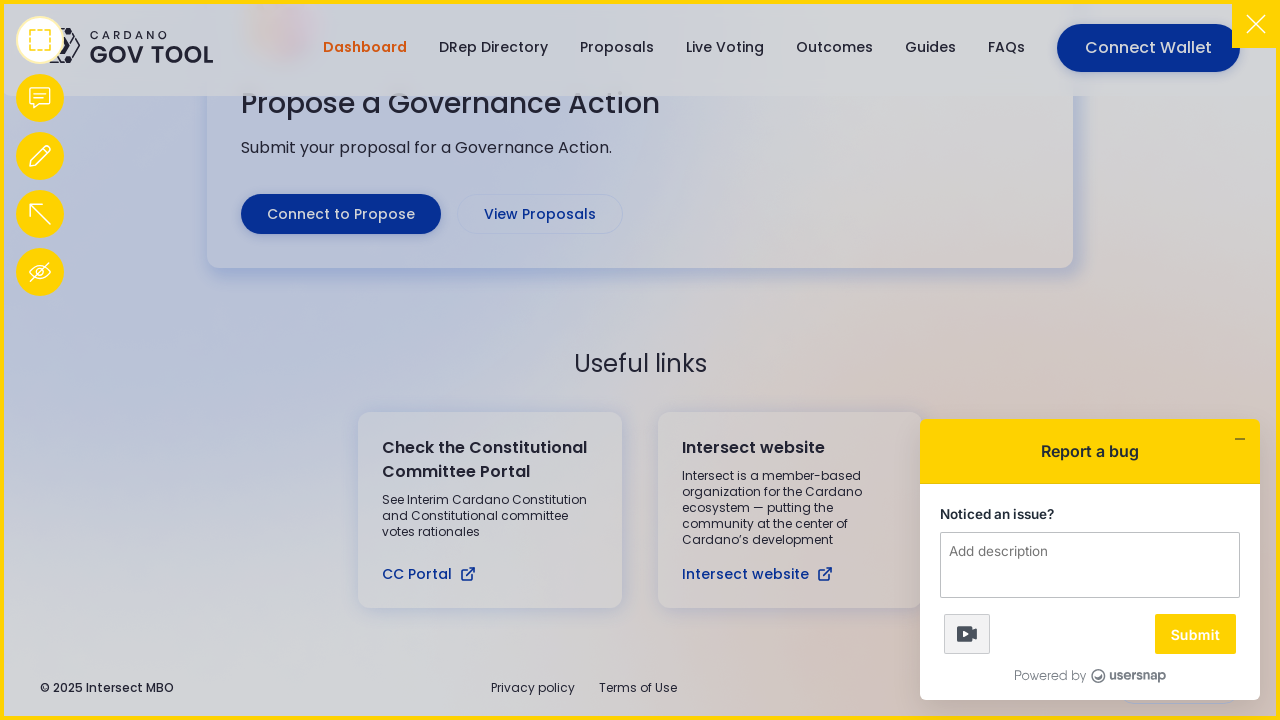 CARDANO
GOV TOOL
Dashboard
DRep Directory
Proposals
Live Voting
Outcomes
Guides
FAQs
Connect Wallet
Propose a Governance Action
Submit your proposal for a Governance Action.
Connect to Propose
View Proposals
Useful links
Check the Constitutional
Committee Portal
See Interim Cardano Constitution
and Constitutional committee
votes rationales
CC Portal
Intersect website
Intersect is a member-based
organization for the Cardano
ecosystem — putting the
community at the center of
Cardano’s development
Intersect website
Report a bug
Noticed an issue?
Add description
Submit
Powered by usersnap
© 2025 Intersect MBO
Privacy policy
Terms of Use